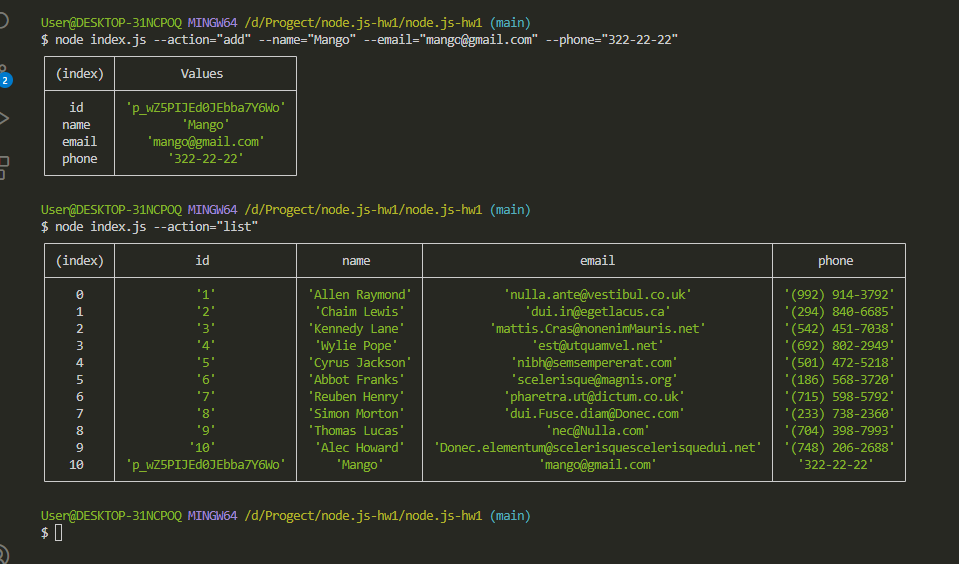 User@DESKTOP-31NCPOQ MINGW64 /d/Progect/node.js-hw1/node.js-hw1 (main)
$ node index.js --action="add" --name="Mango" --email="mango@gmail.com" --phone="322-22-22"
(index) Values
id 'p_wZ5PIJEd0JEbba7Y6Wo'
name 'Mango'
email 'mango@gmail.com'
phone '322-22-22'
2
User@DESKTOP-31NCPOQ MINGW64 /d/Progect/node.js-hw1/node.js-hw1 (main)
$ node index.js --action="list"
(index) id name email phone
0 '1' 'Allen Raymond' 'nulla.ante@vestibul.co.uk' '(992) 914-3792'
1 '2' 'Chaim Lewis' 'dui.in@egetlacus.ca' '(294) 840-6685'
2 '3' 'Kennedy Lane' 'mattis.Cras@nonenimMauris.net' '(542) 451-7038'
3 '4' 'Wylie Pope' 'est@utquamvel.net' '(692) 802-2949'
4 '5' 'Cyrus Jackson' 'nibh@semsempererat.com' '(501) 472-5218'
5 '6' 'Abbot Franks' 'scelerisque@magnis.org' '(186) 568-3720'
6 '7' 'Reuben Henry' 'pharetra.ut@dictum.co.uk' '(715) 598-5792'
7 '8' 'Simon Morton' 'dui.Fusce.diam@Donec.com' '(233) 738-2360'
8 '9' 'Thomas Lucas' 'nec@Nulla.com' '(704) 398-7993'
9 '10' 'Alec Howard' 'Donec.elementum@scelerisquescelerisquedui.net' '(748) 206-2688'
10 'p_wZ5PIJEd0JEbba7Y6Wo' 'Mango' 'mango@gmail.com' '322-22-22'
User@DESKTOP-31NCPOQ MINGW64 /d/Progect/node.js-hw1/node.js-hw1 (main)
$